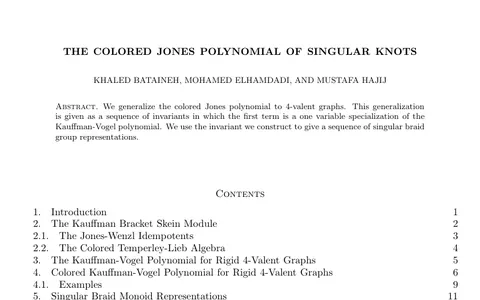 THE COLORED JONES POLYNOMIAL OF SINGULAR KNOTS
KHALED BATAINEH, MOHAMED ELHAMDADI, AND MUSTAFA HAJIJ
Abstract. We generalize the colored Jones polynomial to 4-valent graphs. This generalization
is given as a sequence of invariants in which the first term is a one variable specialization of the
Kauffman-Vogel polynomial. We use the invariant we construct to give a sequence of singular braid
group representations.
Contents
1. Introduction 1
2. The Kauffman Bracket Skein Module 2
2.1. The Jones-Wenzl Idempotents 3
2.2. The Colored Temperley-Lieb Algebra 4
3. The Kauffman-Vogel Polynomial for Rigid 4-Valent Graphs 5
4. Colored Kauffman-Vogel Polynomial for Rigid 4-Valent Graphs 6
4.1. Examples 9
5. Singular Braid Monoid Representations 11